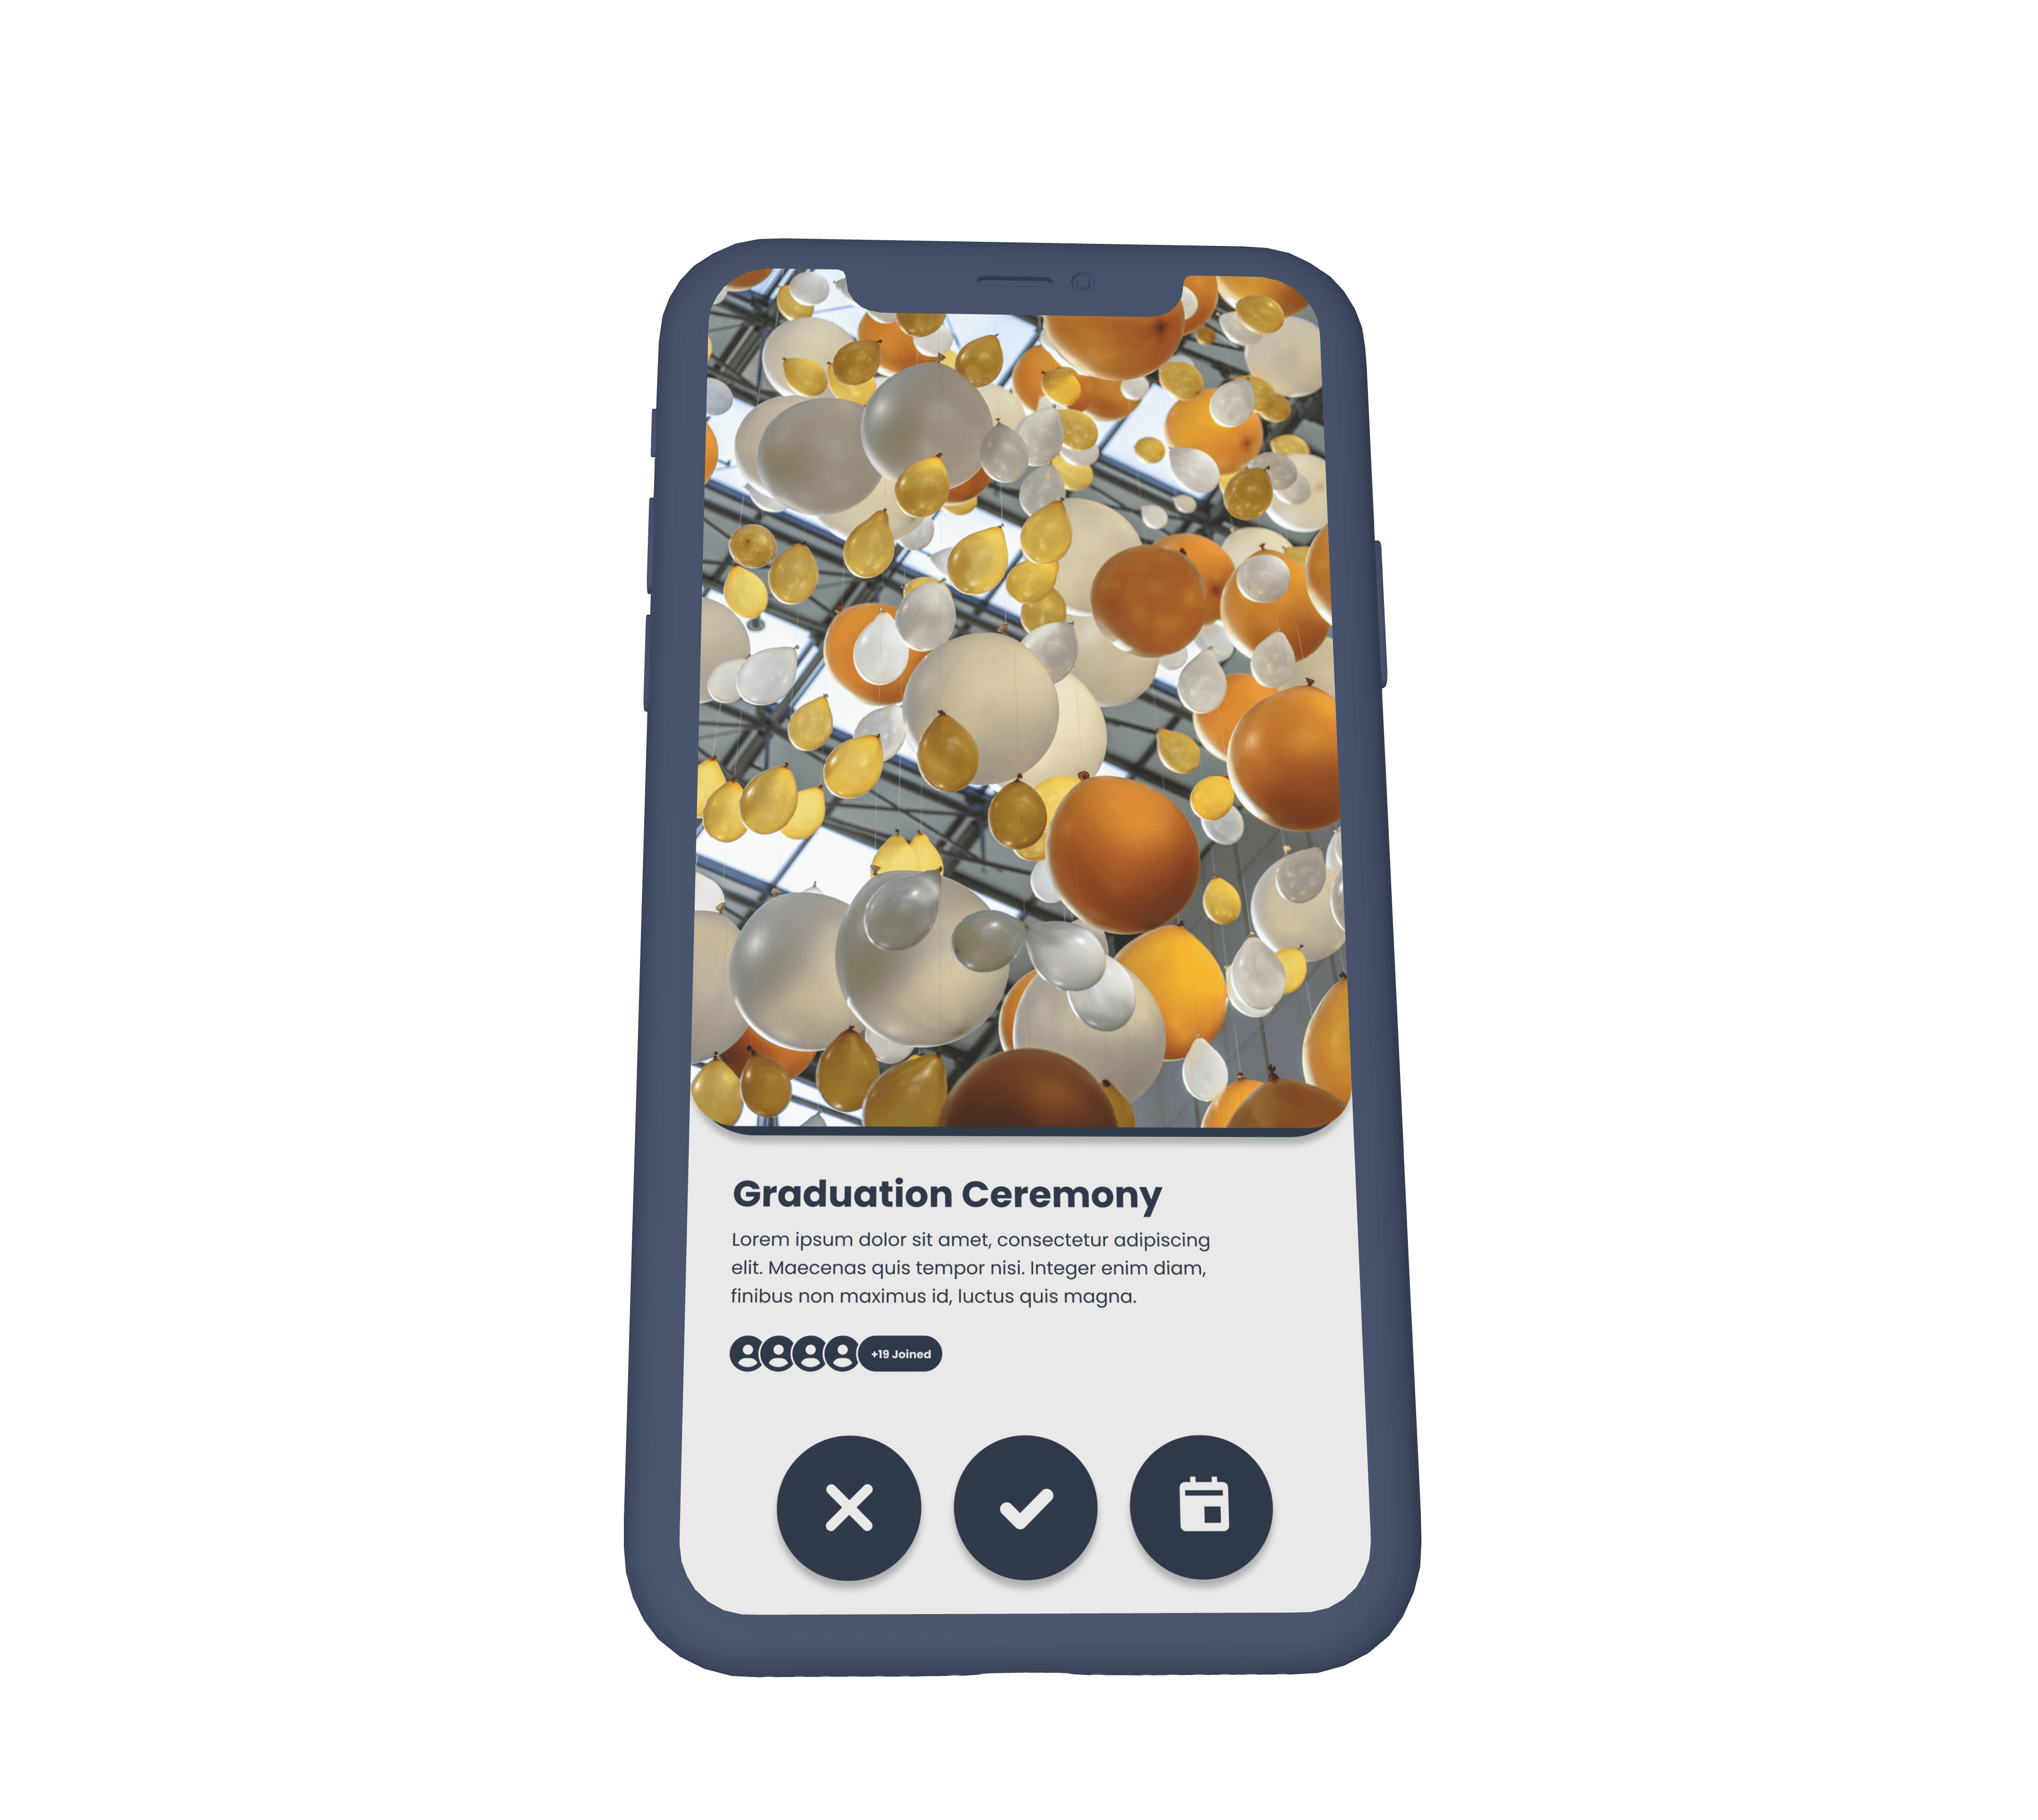 Graduation Ceremony
Lorem ipsum dolor sit amet, consectetur adipiscing
elit. Maecenas quis tempor nisi. Integer enim diam,
finibus non maximus id, luctus quis magna.
+19 Joined